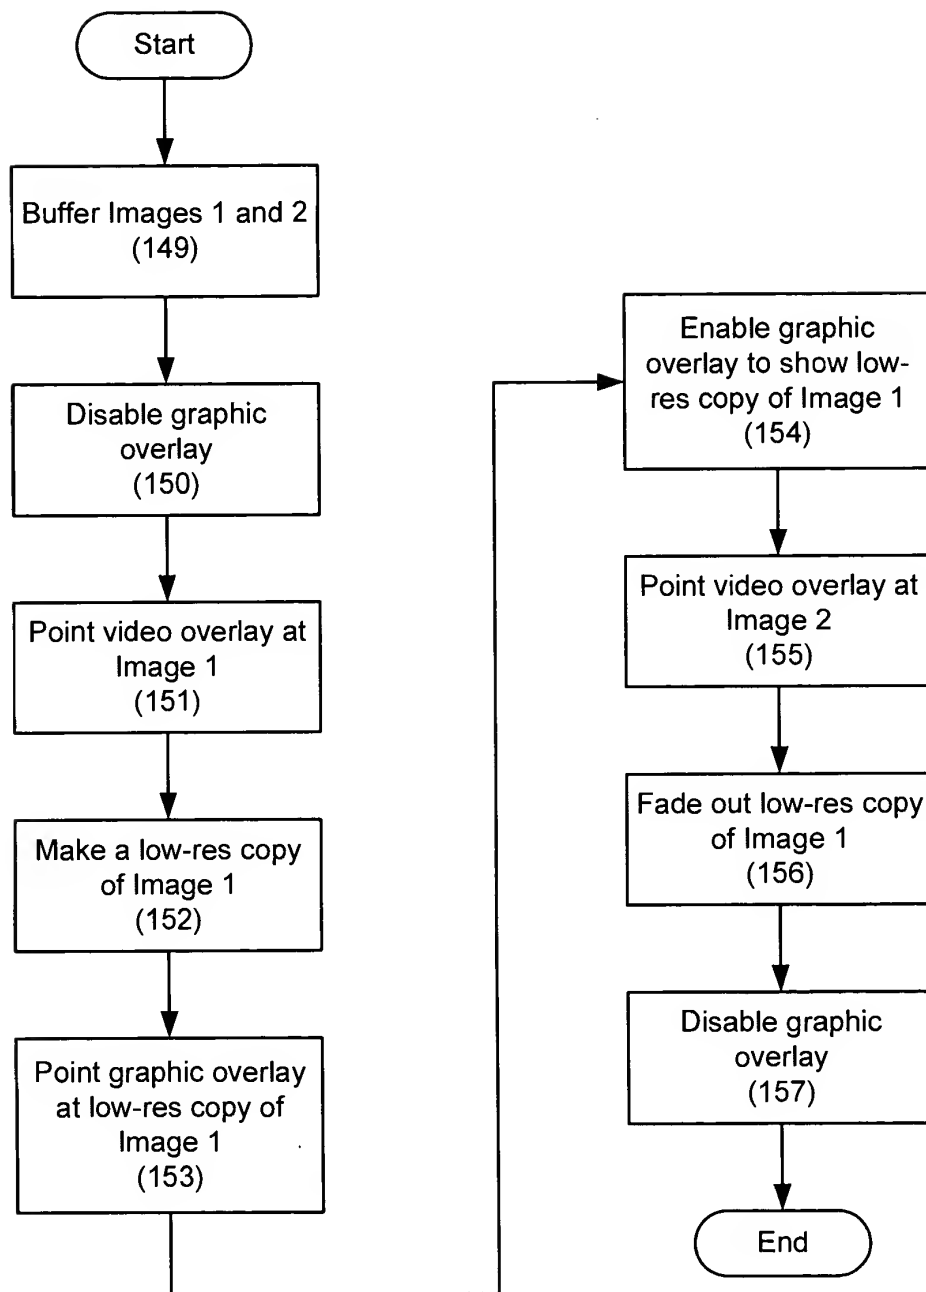 Start
Buffer Images 1 and 2
(149)
Disable graphic
overlay
(150)
Point video overlay at
Image 1
(151)
Make a low-res copy
of Image 1
(152)
Point graphic overlay
at low-res copy of
Image 1
(153)
Enable graphic
overlay to show low-
res copy of Image 1
(154)
Point video overlay at
Image 2
(155)
Fade out low-res copy
of Image 1
(156)
Disable graphic
overlay
(157)
End